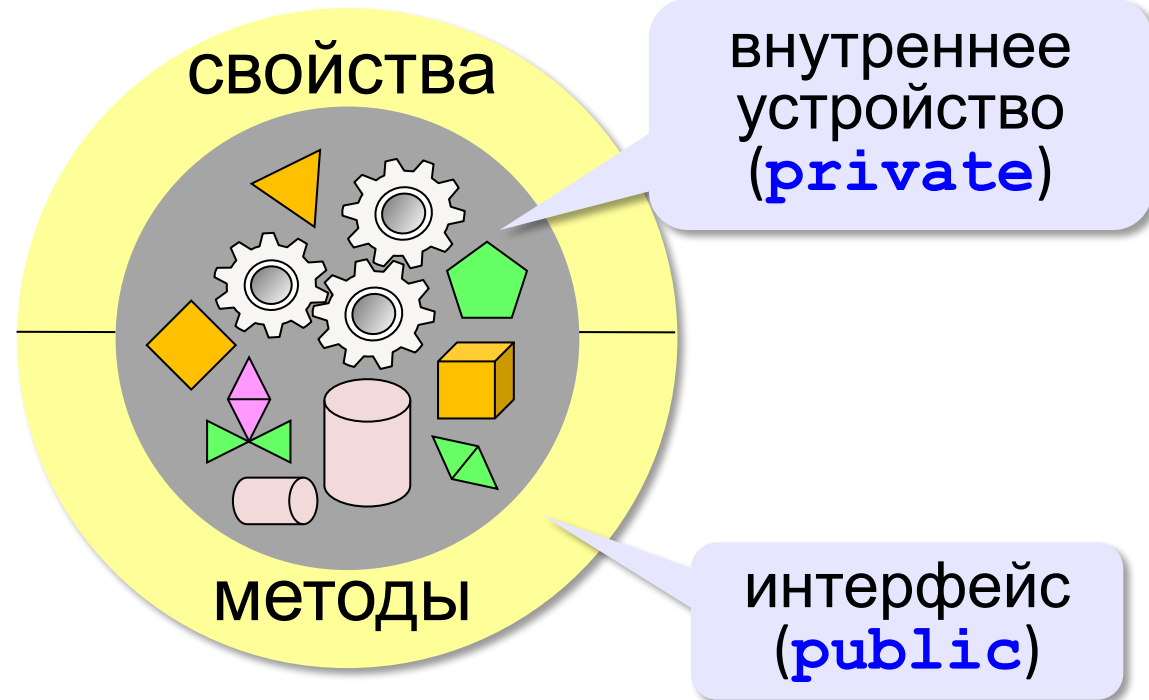 свойства
внутреннее
устройство
(private)
методы
интерфейс
(public)